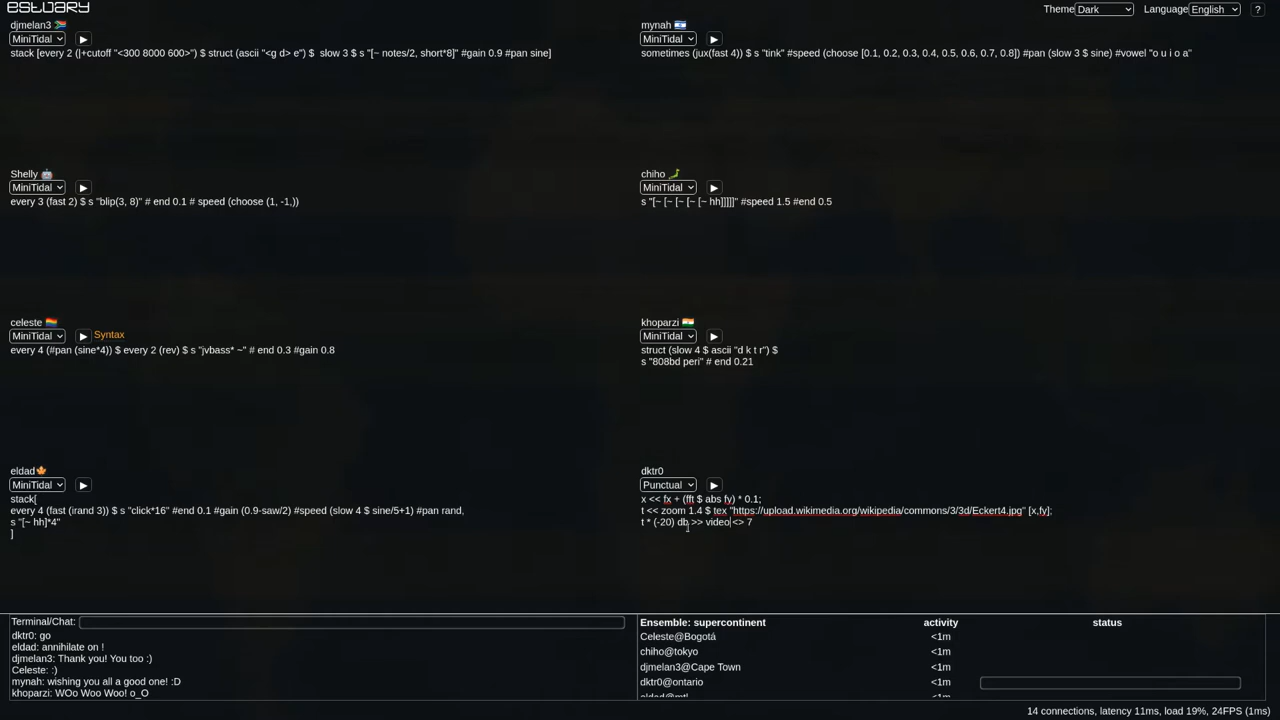 ESTUARY
Theme Dark Language English ?
djmelan3 🇿🇦
MiniTidal
stack [every 2 (|+cutoff "<300 8000 600>") $ struct (ascii "<g d> e") $  slow 3 $ s "[~ notes/2, short*8]" #gain 0.9 #pan sine]
mynah 🇮🇱
MiniTidal
sometimes (jux(fast 4)) $ s "tink" #speed (choose [0.1, 0.2, 0.3, 0.4, 0.5, 0.6, 0.7, 0.8]) #pan (slow 3 $ sine) #vowel "o u i o a"
Shelly 🤖
MiniTidal
every 3 (fast 2) $ s "blip(3, 8)" # end 0.1 # speed (choose (1, -1,))
chiho
MiniTidal
s "[~ [~ [~ [~ [~ hh]]]]]" #speed 1.5 #end 0.5
celeste 🏳️‍🌈
MiniTidal
Syntax
every 4 (#pan (sine*4)) $ every 2 (rev) $ s "jvbass* ~" # end 0.3 #gain 0.8
khoparzi 🇮🇳
MiniTidal
struct (slow 4 $ ascii "d k t r") $
s "808bd peri" # end 0.21
eldad🍁
MiniTidal
stack[
every 4 (fast (irand 3)) $ s "click*16" #end 0.1 #gain (0.9-saw/2) #speed (slow 4 $ sine/5+1) #pan rand,
s "[~ hh]*4"
]
dktr0
Punctual
x << fx + (fft $ abs fy) * 0.1;
t << zoom 1.4 $ tex "https://upload.wikimedia.org/wikipedia/commons/3/3d/Eckert4.jpg" [x,fy];
t * (-20) db >> video <> 7
Terminal/Chat:
dktr0: go
eldad: annihilate on !
djmelan3: Thank you! You too :)
Celeste: :)
mynah: wishing you all a good one! :D
khoparzi: WOo Woo Woo! o_O
Ensemble: supercontinent activity status
Celeste@Bogotá <1m
chiho@tokyo <1m
djmelan3@Cape Town <1m
dktr0@ontario <1m
eldad@mtl <1m
14 connections, latency 11ms, load 19%, 24FPS (1ms)